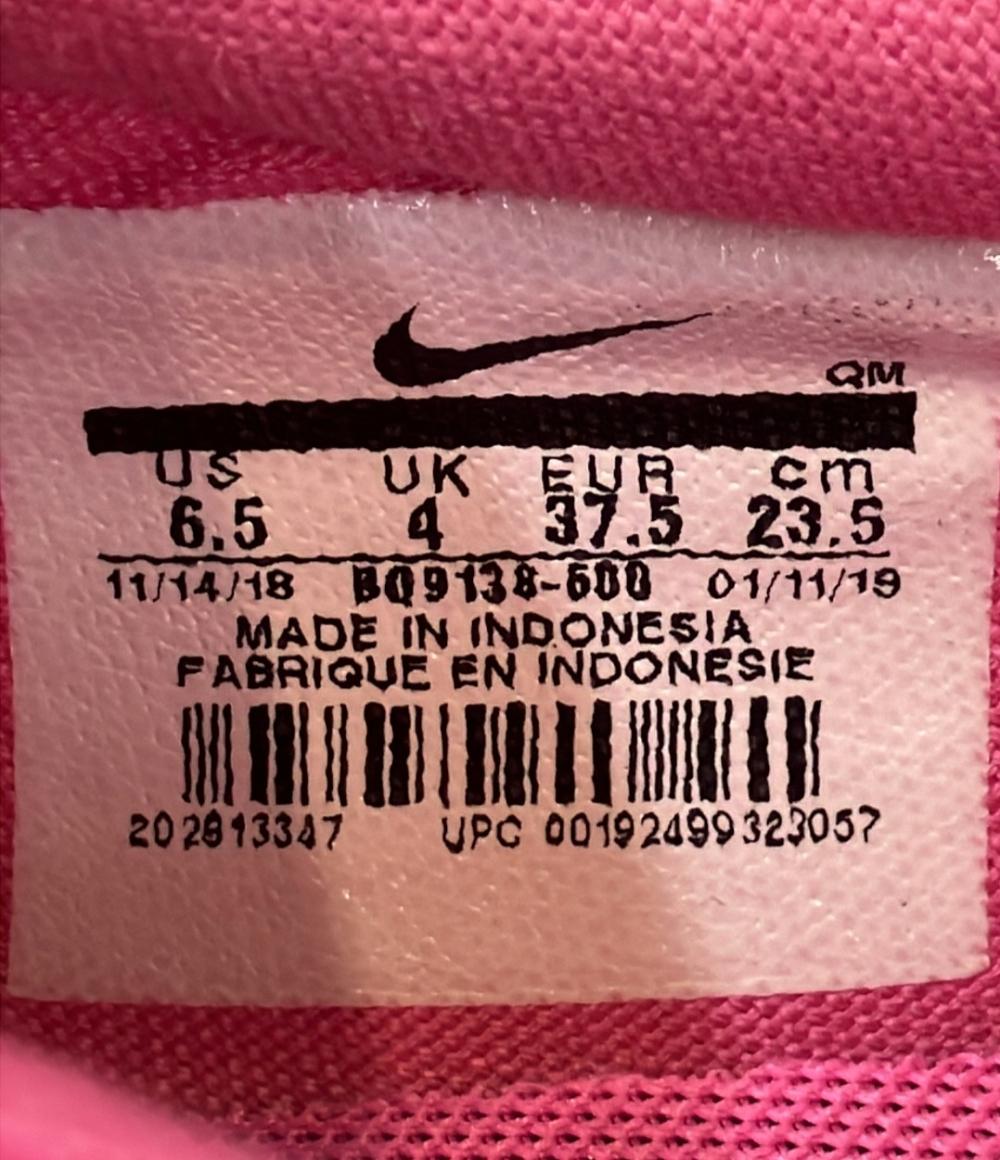 QM
US UK EUR cm
6.5 4 37.5 23.5
11/14/18 BQ9138-600 01/11/19
MADE IN INDONESIA
FABRIQUE EN INDONESIE
202813347 UPC 00192499323057